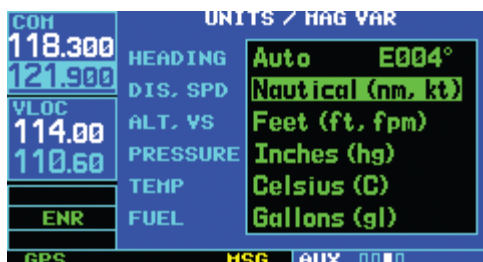 COM
118.300
121.900
VLOC
114.00
110.60
ENR
UNITS / MAG VAR
HEADING Auto E004°
DIS, SPD Nautical (nm, kt)
ALT, VS Feet (ft, fpm)
PRESSURE Inches (hg)
TEMP Celsius (C)
FUEL Gallons (gl)
GPS MSG AUX